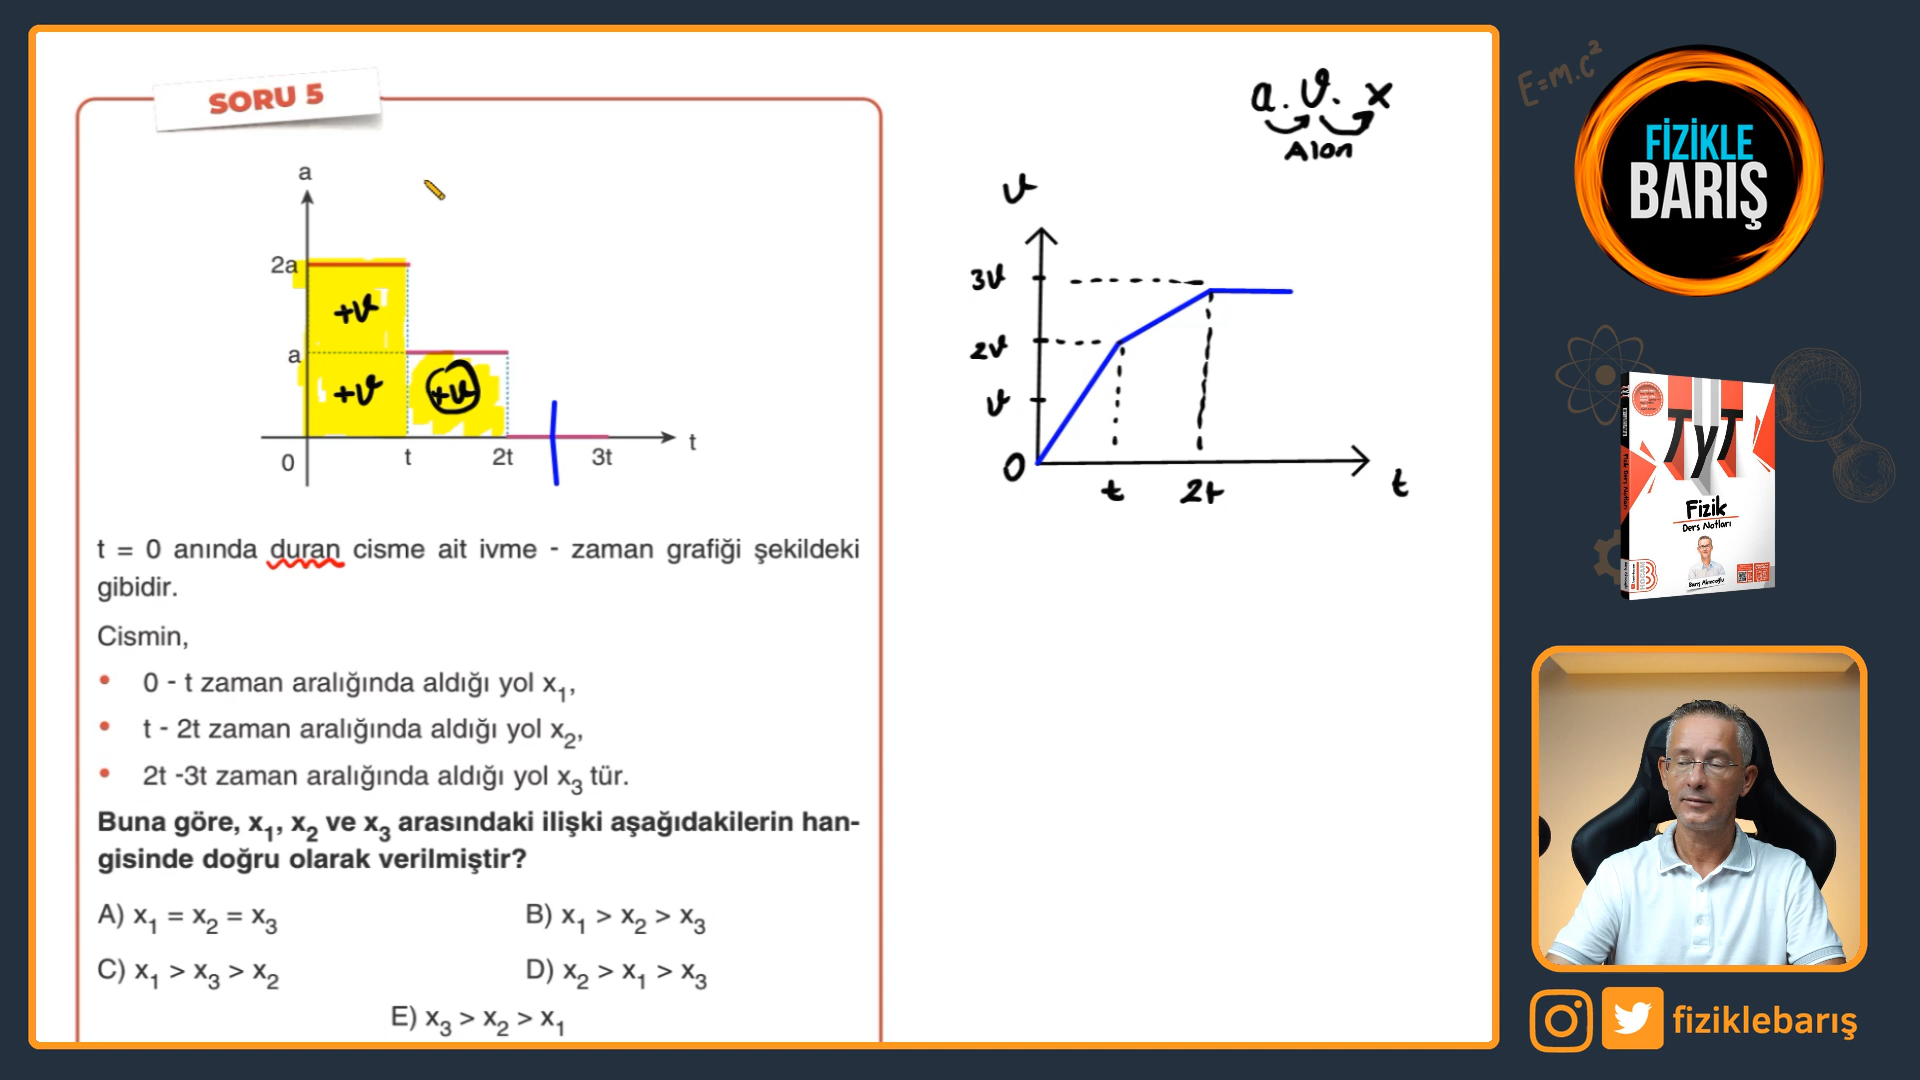 SORU 5
a
2a
a
0
t
2t
3t
t
+v
+v
+v
t = 0 anında duran cisme ait ivme - zaman grafiği şekildeki
gibidir.
Cismin,
• 0 - t zaman aralığında aldığı yol x₁,
• t - 2t zaman aralığında aldığı yol x₂,
• 2t -3t zaman aralığında aldığı yol x₃ tür.
Buna göre, x₁, x₂ ve x₃ arasındaki ilişki aşağıdakilerin han-
gisinde doğru olarak verilmiştir?
A) x₁ = x₂ = x₃
B) x₁ > x₂ > x₃
C) x₁ > x₃ > x₂
D) x₂ > x₁ > x₃
E) x₃ > x₂ > x₁
a. v. x
Alan
v
3v
2v
v
0
t
2t
t
E=m.c²
FİZİKLE
BARIŞ
TYT
Fizik
Ders Notları
fiziklebarış